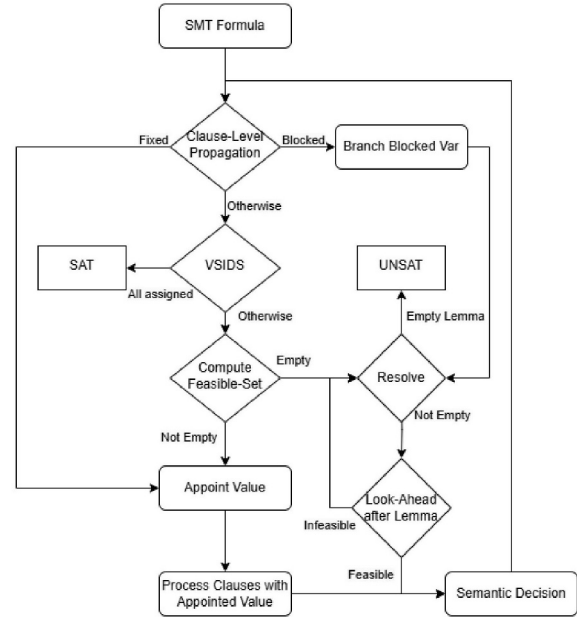 SMT Formula
Clause-Level
Propagation
Fixed
Blocked
Branch Blocked Var
Otherwise
VSIDS
SAT
All assigned
UNSAT
Otherwise
Empty Lemma
Compute
Feasible-Set
Empty
Resolve
Not Empty
Not Empty
Appoint Value
Look-Ahead
after Lemma
Infeasible
Feasible
Process Clauses with
Appointed Value
Semantic Decision